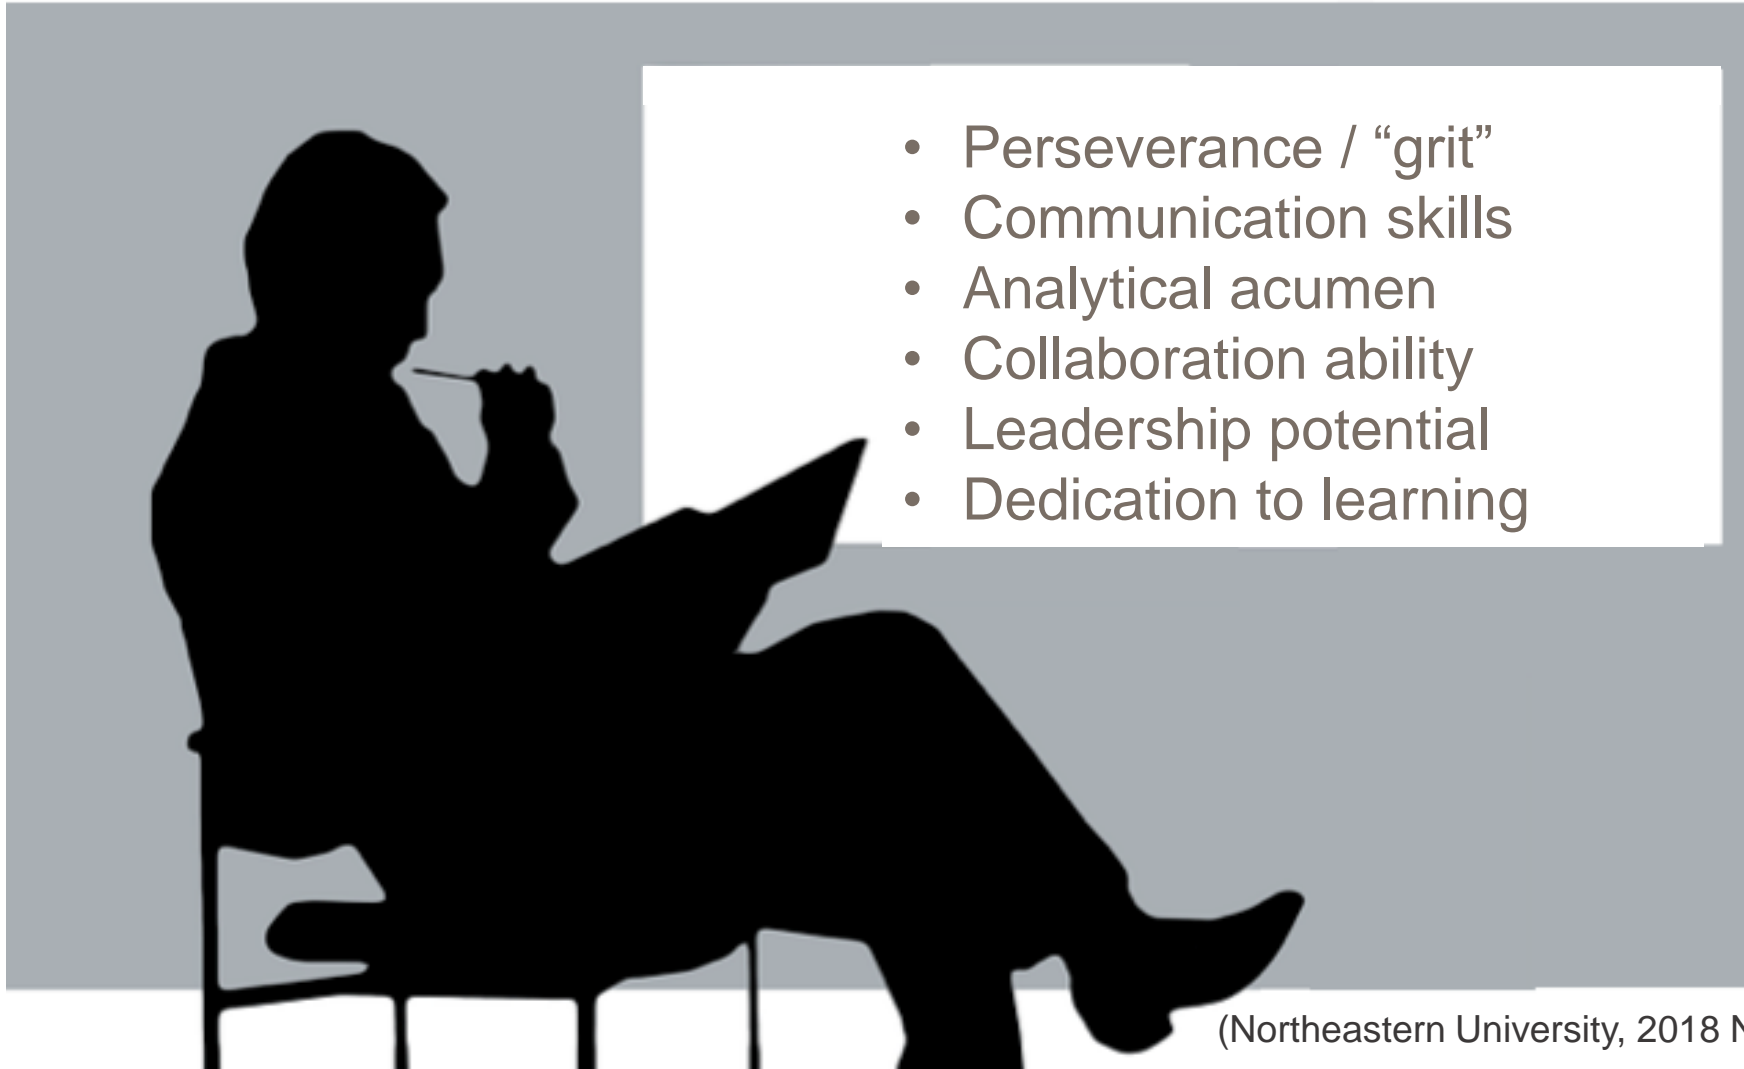 • Perseverance / “grit”
• Communication skills
• Analytical acumen
• Collaboration ability
• Leadership potential
• Dedication to learning
(Northeastern University, 2018